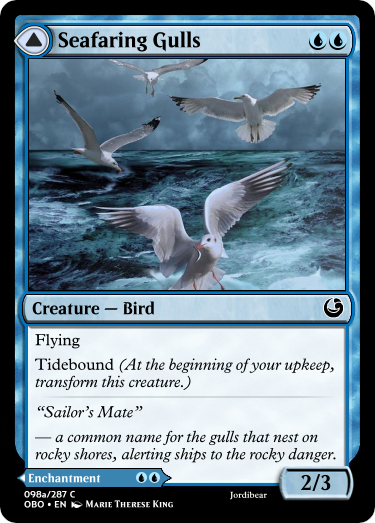 Seafaring Gulls
Creature — Bird
Flying
Tidebound (At the beginning of your upkeep,
transform this creature.)
“Sailor’s Mate”
— a common name for the gulls that nest on
rocky shores, alerting ships to the rocky danger.
Enchantment
2/3
098a/287 C
OBO • EN Marie Therese King
Jordibear